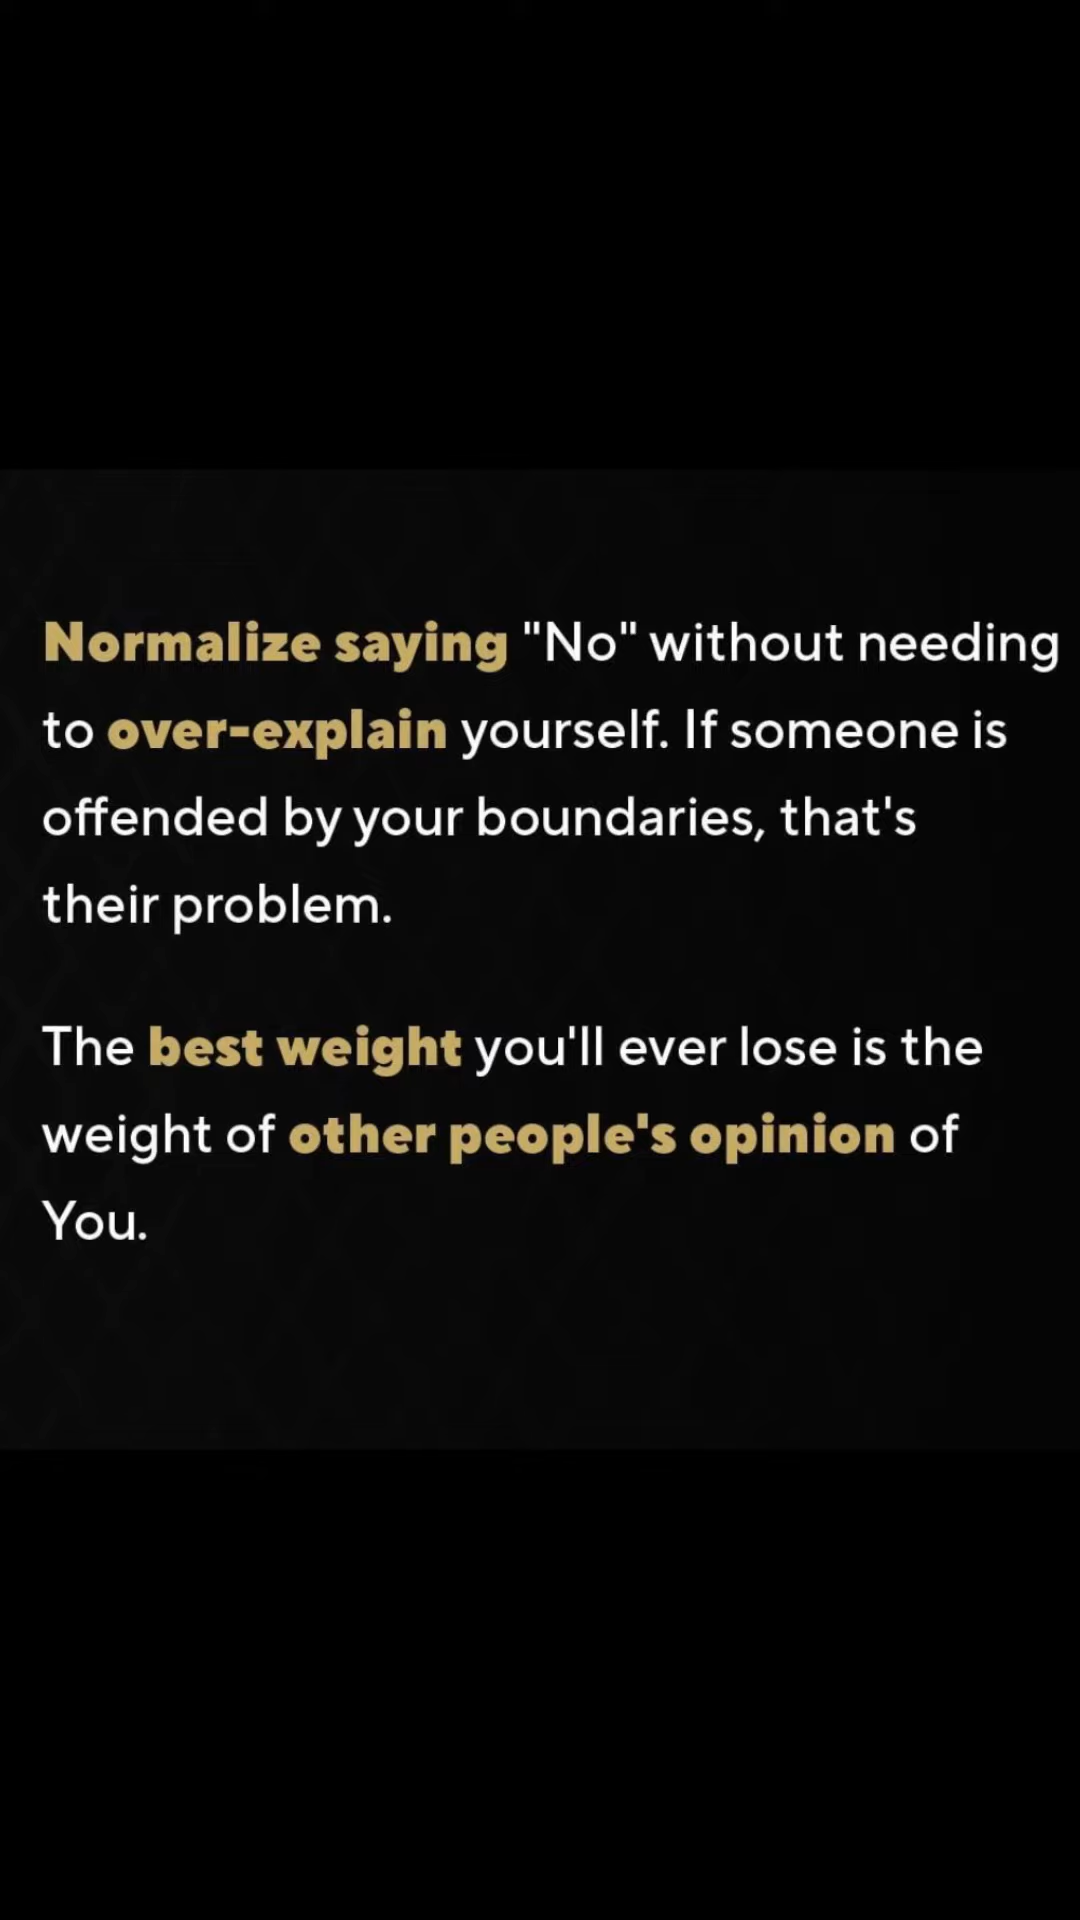 Normalize saying "No" without needing
to over-explain yourself. If someone is
offended by your boundaries, that's
their problem.
The best weight you'll ever lose is the
weight of other people's opinion of
You.